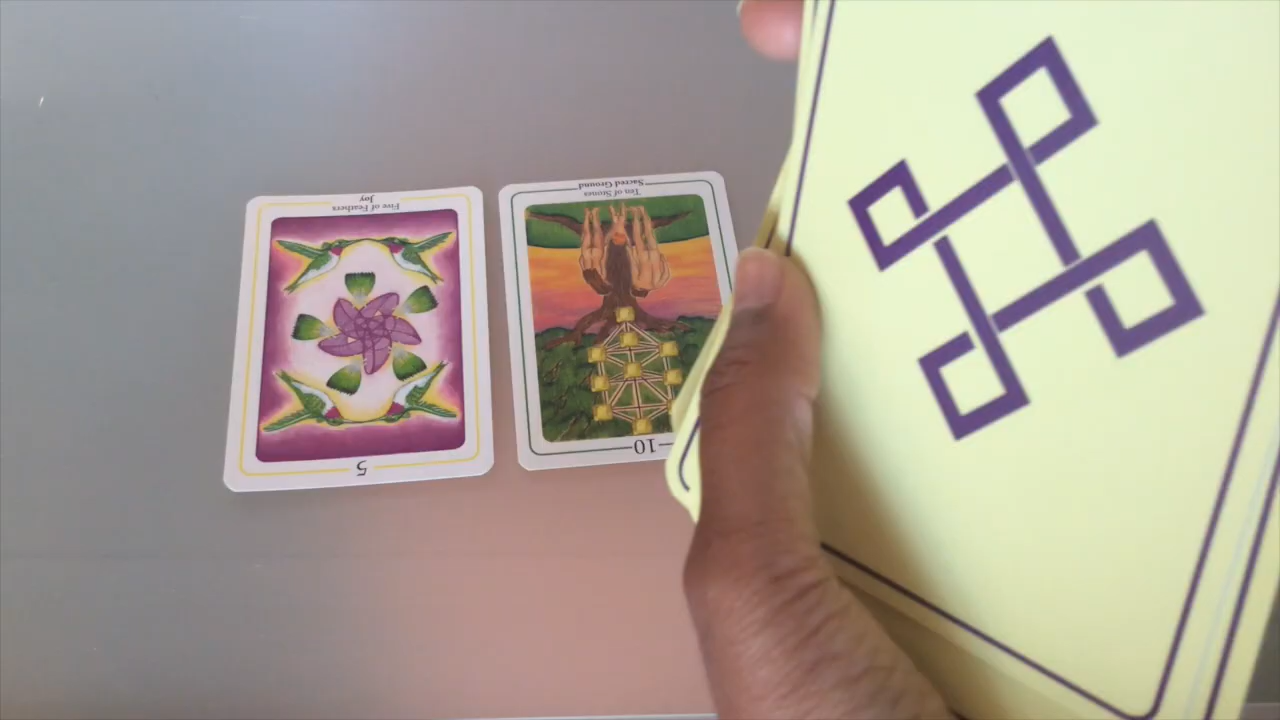 Five of Feathers
Joy
5
Ten of Stones
Sacred Ground
10